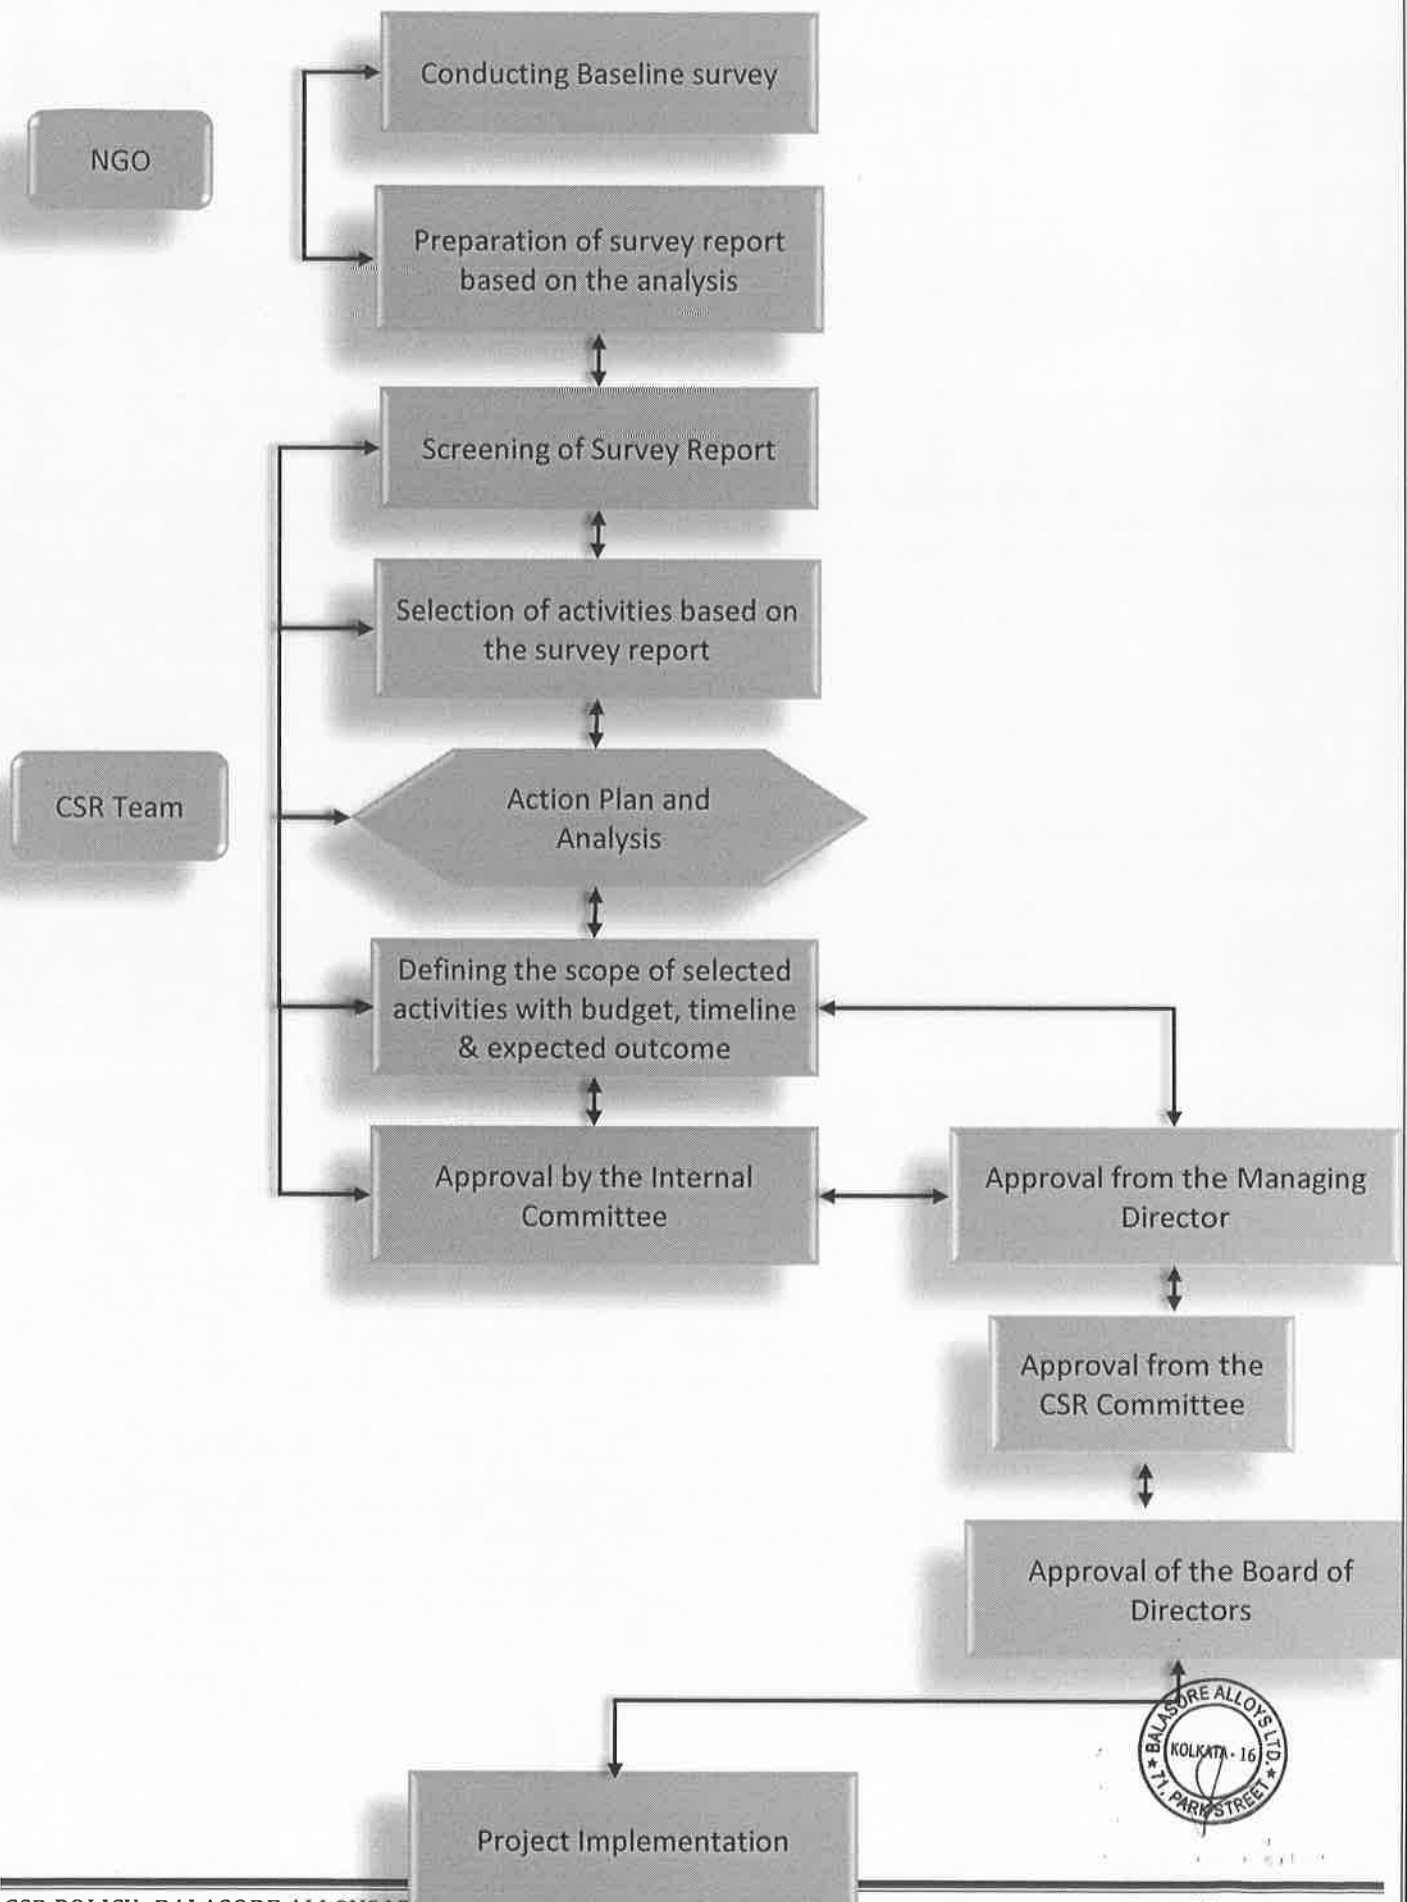 Conducting Baseline survey
NGO
Preparation of survey report
based on the analysis
Screening of Survey Report
Selection of activities based on
the survey report
CSR Team
Action Plan and
Analysis
Defining the scope of selected
activities with budget, timeline
& expected outcome
Approval by the Internal
Committee
Approval from the Managing
Director
Approval from the
CSR Committee
Approval of the Board of
Directors
BALASORE ALLOYS LTD.
KOLKATA - 16
71, PARK STREET
Project Implementation